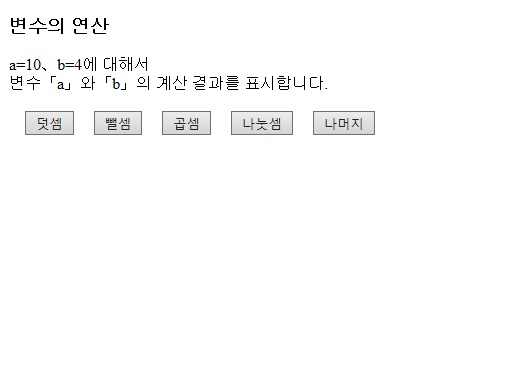 변수의 연산
a=10、b=4에 대해서
변수「a」와「b」의 계산 결과를 표시합니다.
덧셈 뺄셈 곱셈 나눗셈 나머지